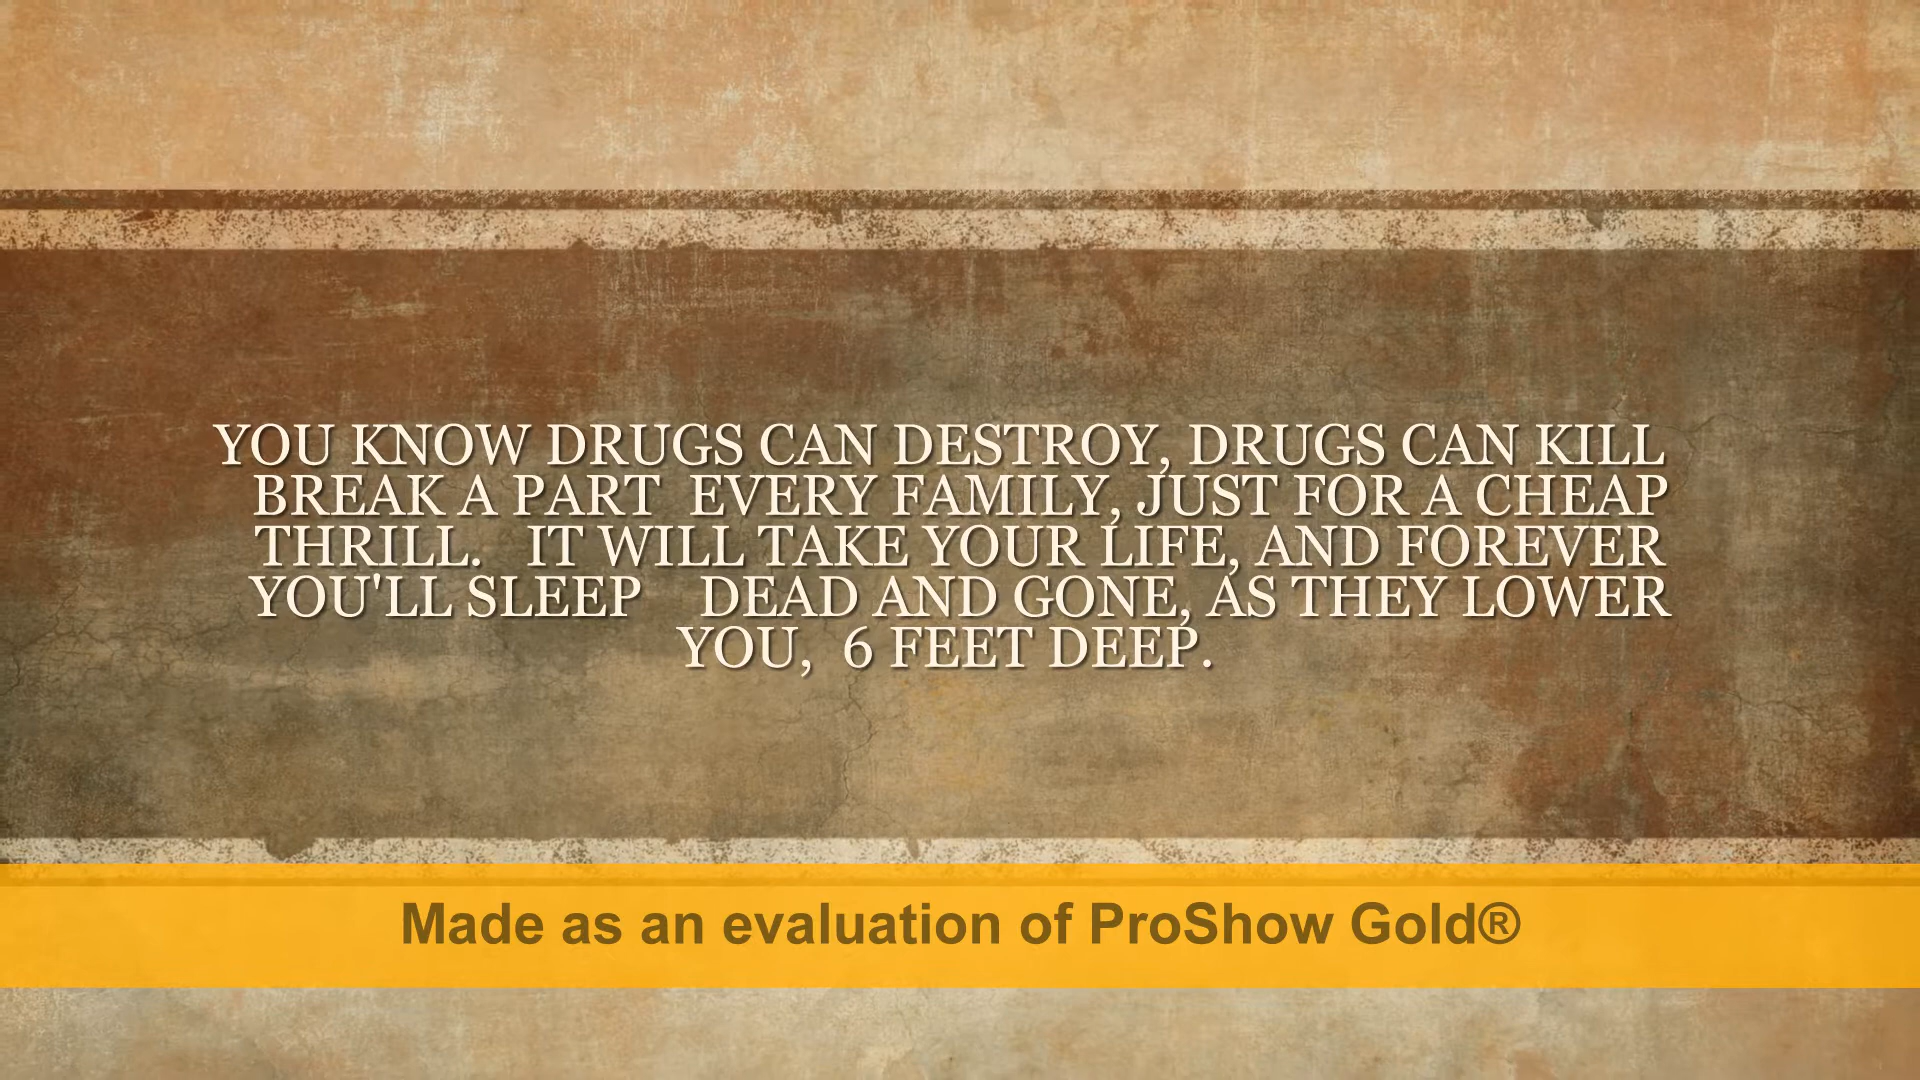 YOU KNOW DRUGS CAN DESTROY, DRUGS CAN KILL
BREAK A PART  EVERY FAMILY, JUST FOR A CHEAP
THRILL.   IT WILL TAKE YOUR LIFE, AND FOREVER
YOU'LL SLEEP    DEAD AND GONE, AS THEY LOWER
YOU,  6 FEET DEEP.
Made as an evaluation of ProShow Gold®